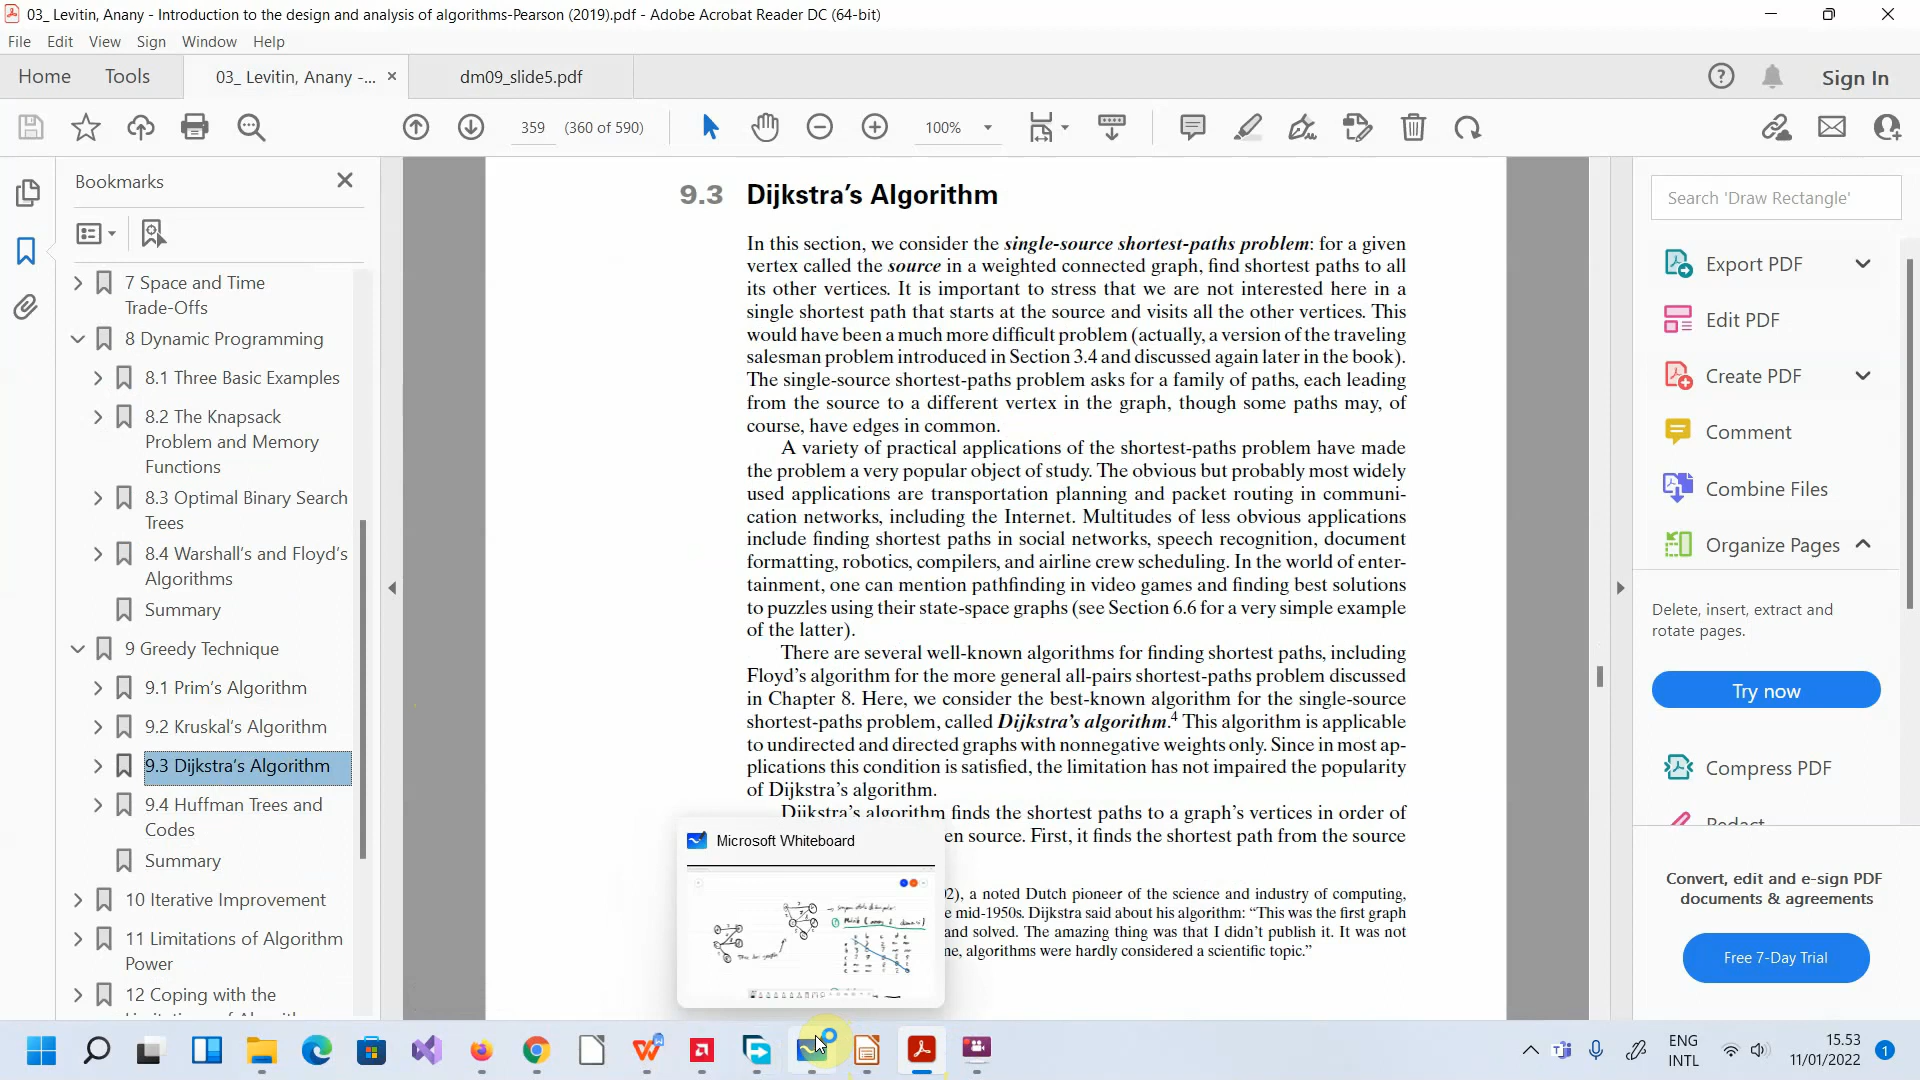 03_ Levitin, Anany - Introduction to the design and analysis of algorithms-Pearson (2019).pdf - Adobe Acrobat Reader DC (64-bit)
File Edit View Sign Window Help
Home Tools 03_ Levitin, Anany -... dm09_slide5.pdf Sign In
359 (360 of 590) 100%
Bookmarks
7 Space and Time
Trade-Offs
8 Dynamic Programming
8.1 Three Basic Examples
8.2 The Knapsack
Problem and Memory
Functions
8.3 Optimal Binary Search
Trees
8.4 Warshall's and Floyd's
Algorithms
Summary
9 Greedy Technique
9.1 Prim's Algorithm
9.2 Kruskal's Algorithm
9.3 Dijkstra's Algorithm
9.4 Huffman Trees and
Codes
Summary
10 Iterative Improvement
11 Limitations of Algorithm
Power
12 Coping with the
9.3 Dijkstra's Algorithm
In this section, we consider the single-source shortest-paths problem: for a given
vertex called the source in a weighted connected graph, find shortest paths to all
its other vertices. It is important to stress that we are not interested here in a
single shortest path that starts at the source and visits all the other vertices. This
would have been a much more difficult problem (actually, a version of the traveling
salesman problem introduced in Section 3.4 and discussed again later in the book).
The single-source shortest-paths problem asks for a family of paths, each leading
from the source to a different vertex in the graph, though some paths may, of
course, have edges in common.
A variety of practical applications of the shortest-paths problem have made
the problem a very popular object of study. The obvious but probably most widely
used applications are transportation planning and packet routing in communi-
cation networks, including the Internet. Multitudes of less obvious applications
include finding shortest paths in social networks, speech recognition, document
formatting, robotics, compilers, and airline crew scheduling. In the world of enter-
tainment, one can mention pathfinding in video games and finding best solutions
to puzzles using their state-space graphs (see Section 6.6 for a very simple example
of the latter).
There are several well-known algorithms for finding shortest paths, including
Floyd's algorithm for the more general all-pairs shortest-paths problem discussed
in Chapter 8. Here, we consider the best-known algorithm for the single-source
shortest-paths problem, called Dijkstra's algorithm.4 This algorithm is applicable
to undirected and directed graphs with nonnegative weights only. Since in most ap-
plications this condition is satisfied, the limitation has not impaired the popularity
of Dijkstra's algorithm.
Dijkstra's algorithm finds the shortest paths to a graph's vertices in order of
en source. First, it finds the shortest path from the source
2), a noted Dutch pioneer of the science and industry of computing,
e mid-1950s. Dijkstra said about his algorithm: "This was the first graph
and solved. The amazing thing was that I didn't publish it. It was not
ne, algorithms were hardly considered a scientific topic."
Microsoft Whiteboard
Search 'Draw Rectangle'
Export PDF
Edit PDF
Create PDF
Comment
Combine Files
Organize Pages
Delete, insert, extract and
rotate pages.
Try now
Compress PDF
Redact
Convert, edit and e-sign PDF
documents & agreements
Free 7-Day Trial
ENG
INTL
15.53
11/01/2022
1